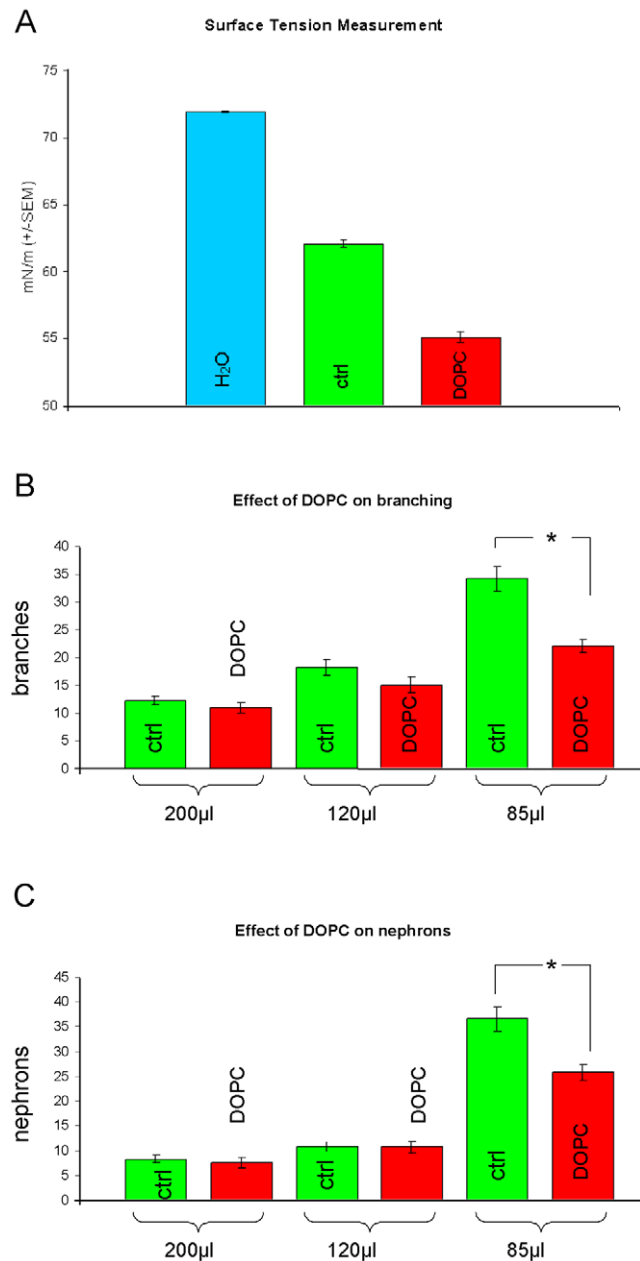 A
Surface Tension Measurement
mN/m (+/-SEM)
75
70
65
60
55
50
H₂O
ctrl
DOPC
B
Effect of DOPC on branching
branches
40
35
30
25
20
15
10
5
0
ctrl
DOPC
ctrl
DOPC
ctrl
DOPC
*
200µl
120µl
85µl
C
Effect of DOPC on nephrons
nephrons
45
40
35
30
25
20
15
10
5
0
ctrl
DOPC
ctrl
DOPC
ctrl
DOPC
*
200µl
120µl
85µl